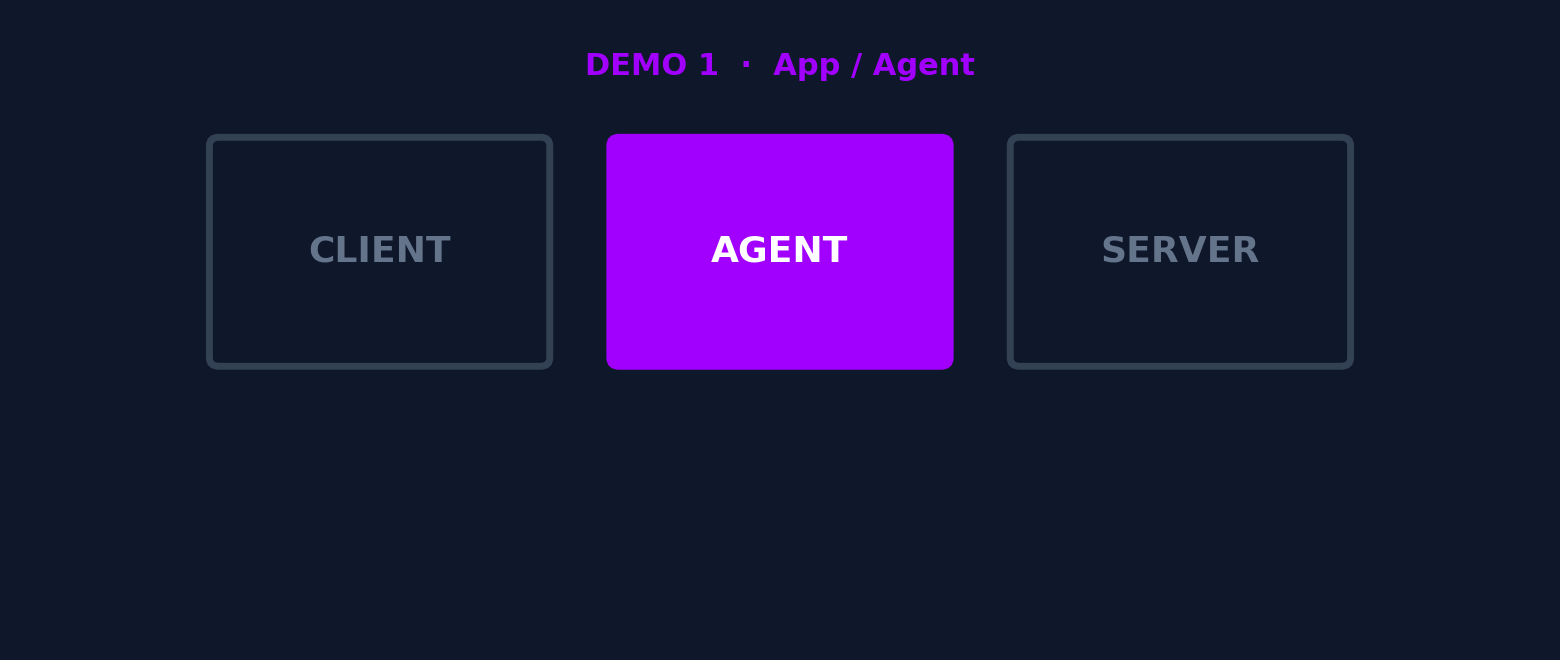 DEMO 1 · App / Agent
CLIENT
AGENT
SERVER